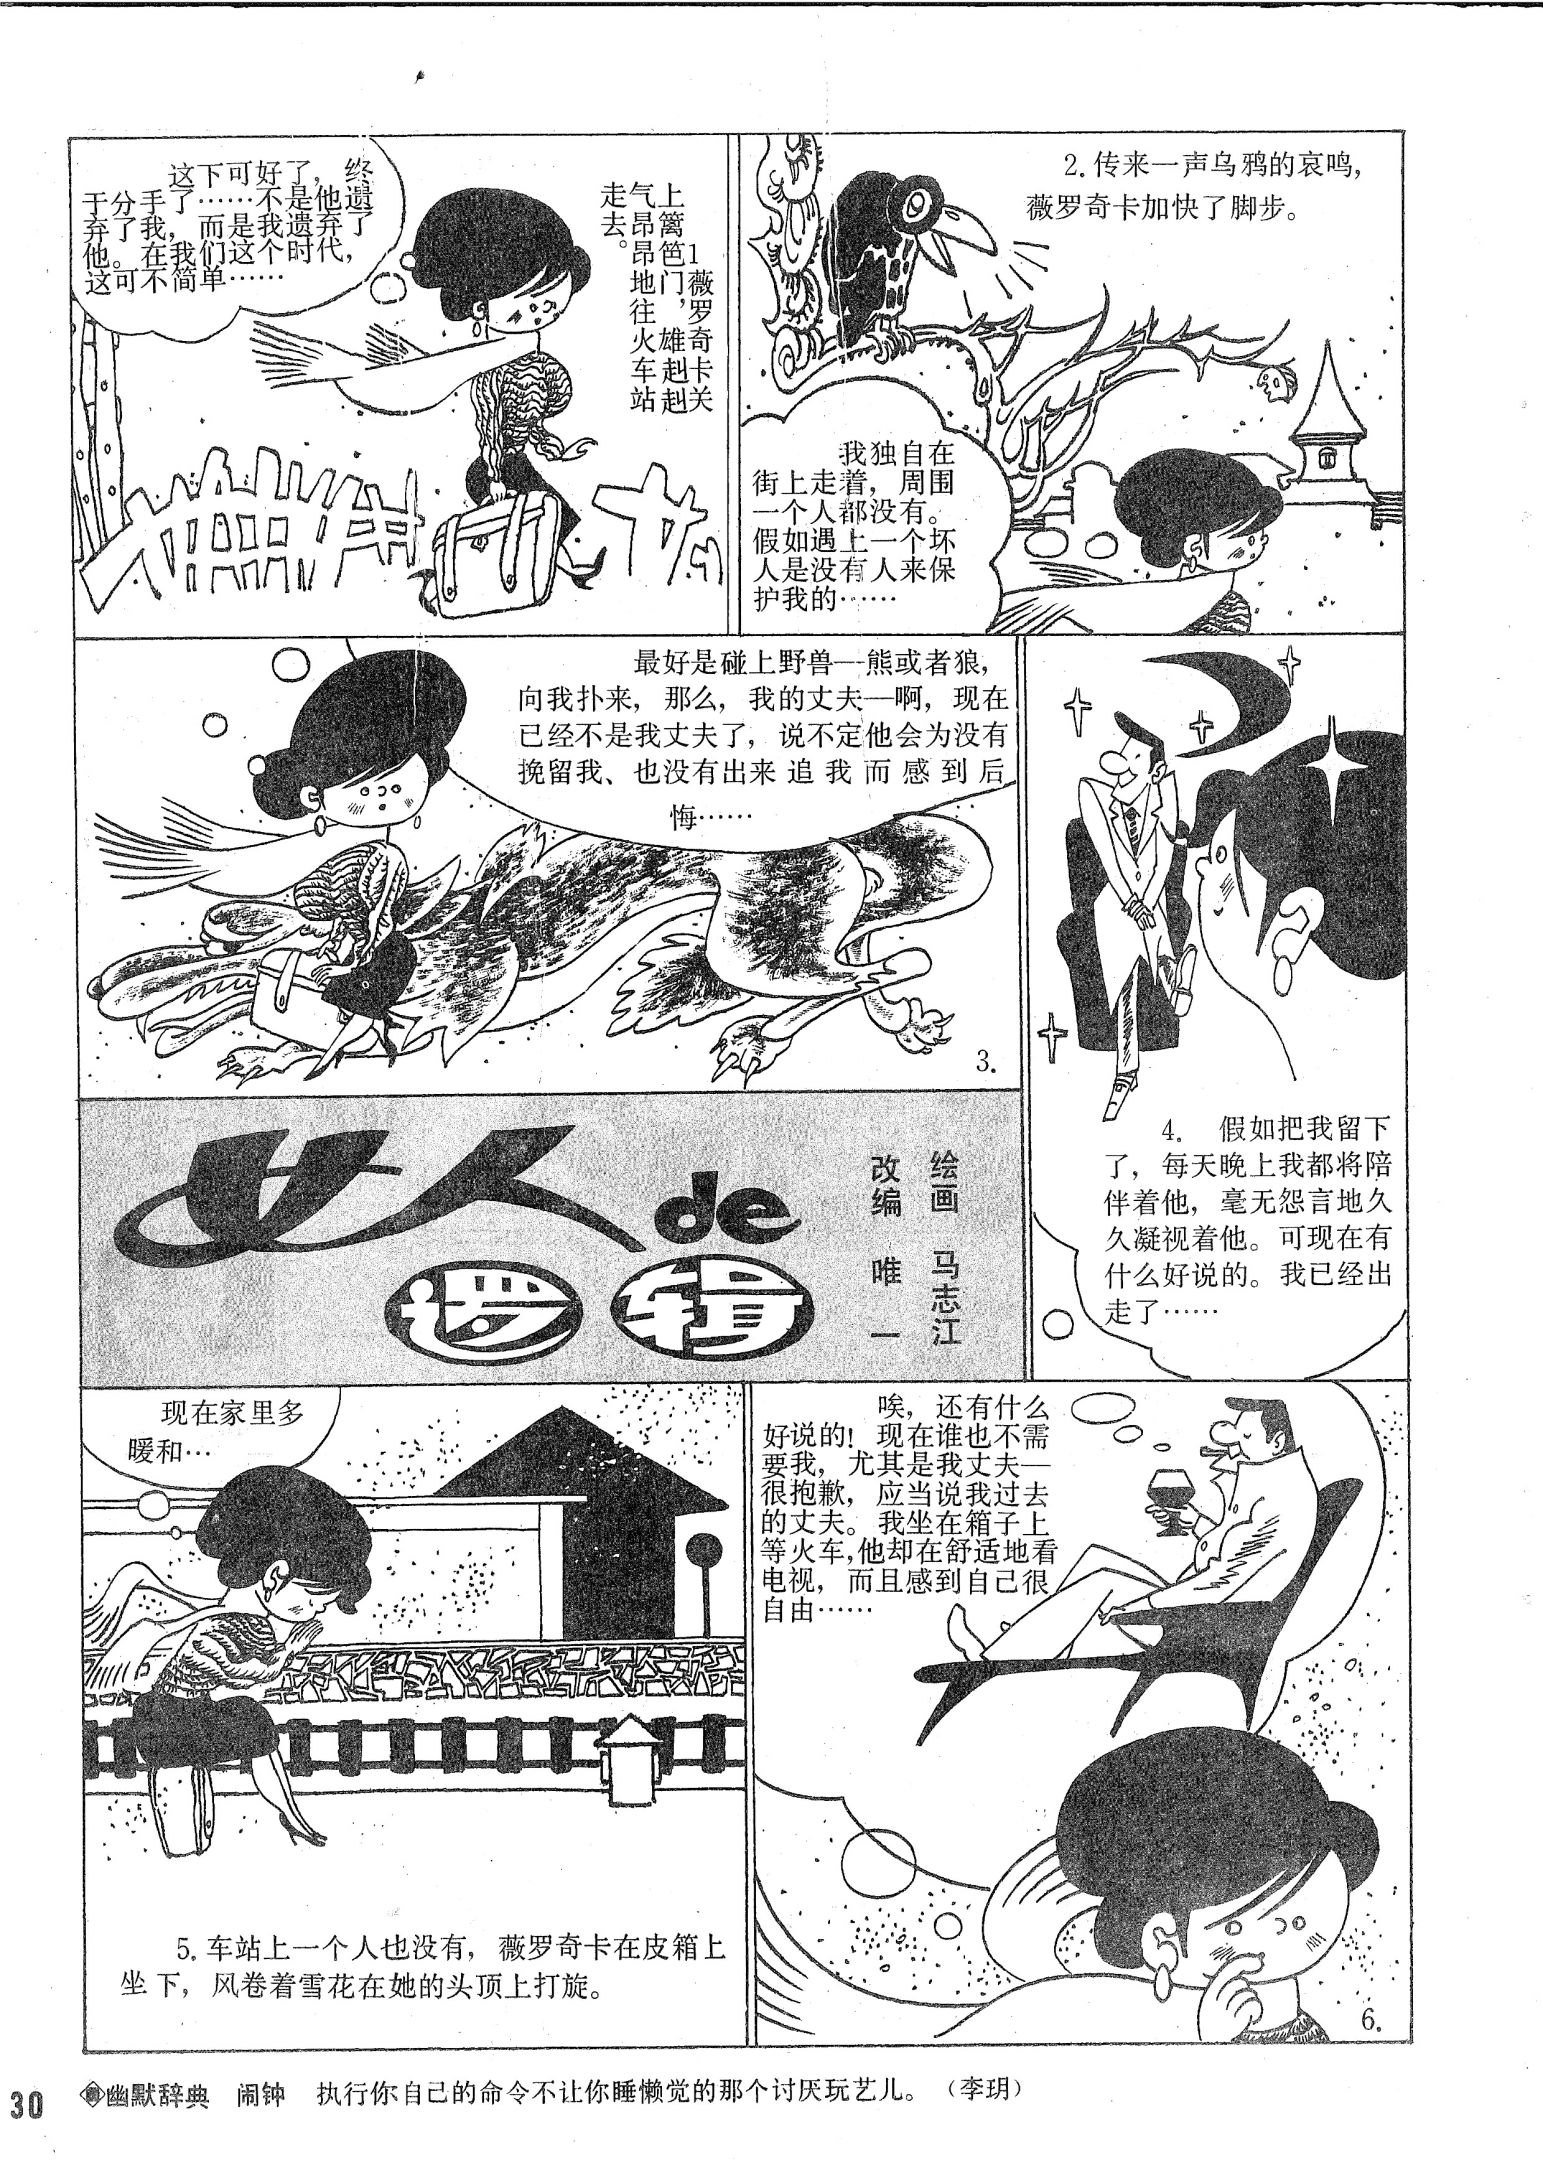 这下可好了，终
于分手了……不是他遗
弃了我，而是我遗弃了
他。在我们这个时代，
这可不简单……
1薇罗奇卡关
上篱笆门，雄赳赳
气昂昂地往火车站
走去。
2.传来一声乌鸦的哀鸣，
薇罗奇卡加快了脚步。
我独自在
街上走着，周围
一个人都没有。
假如遇上一个坏
人是没有人来保
护我的……
最好是碰上野兽—熊或者狼，
向我扑来，那么，我的丈夫—啊，现在
已经不是我丈夫了，说不定他会为没有
挽留我、也没有出来追我而感到后
悔……
3.
4. 假如把我留下
了，每天晚上我都将陪
伴着他，毫无怨言地久
久凝视着他。可现在有
什么好说的。我已经出
走了……
女人de
逻辑
绘画 马志江
改编 唯一
现在家里多
暖和…
5.车站上一个人也没有，薇罗奇卡在皮箱上
坐下，风卷着雪花在她的头顶上打旋。
唉，还有什么
好说的！现在谁也不需
要我，尤其是我丈夫—
很抱歉，应当说我过去
的丈夫。我坐在箱子上
等火车，他却在舒适地看
电视，而且感到自己很
自由……
6.
30
幽默辞典 闹钟 执行你自己的命令不让你睡懒觉的那个讨厌玩艺儿。（李玥）